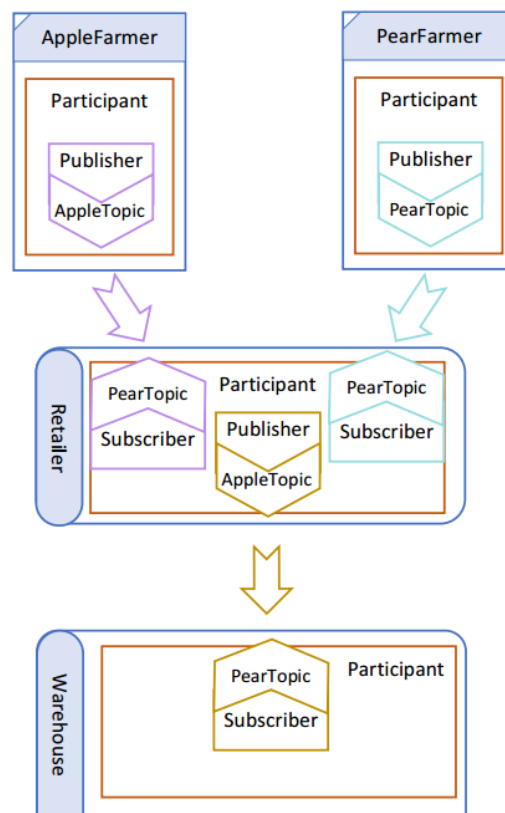 AppleFarmer
Participant
Publisher
AppleTopic
PearFarmer
Participant
Publisher
PearTopic
Retailer
PearTopic
Subscriber
Participant
Publisher
AppleTopic
PearTopic
Subscriber
Warehouse
PearTopic
Subscriber
Participant